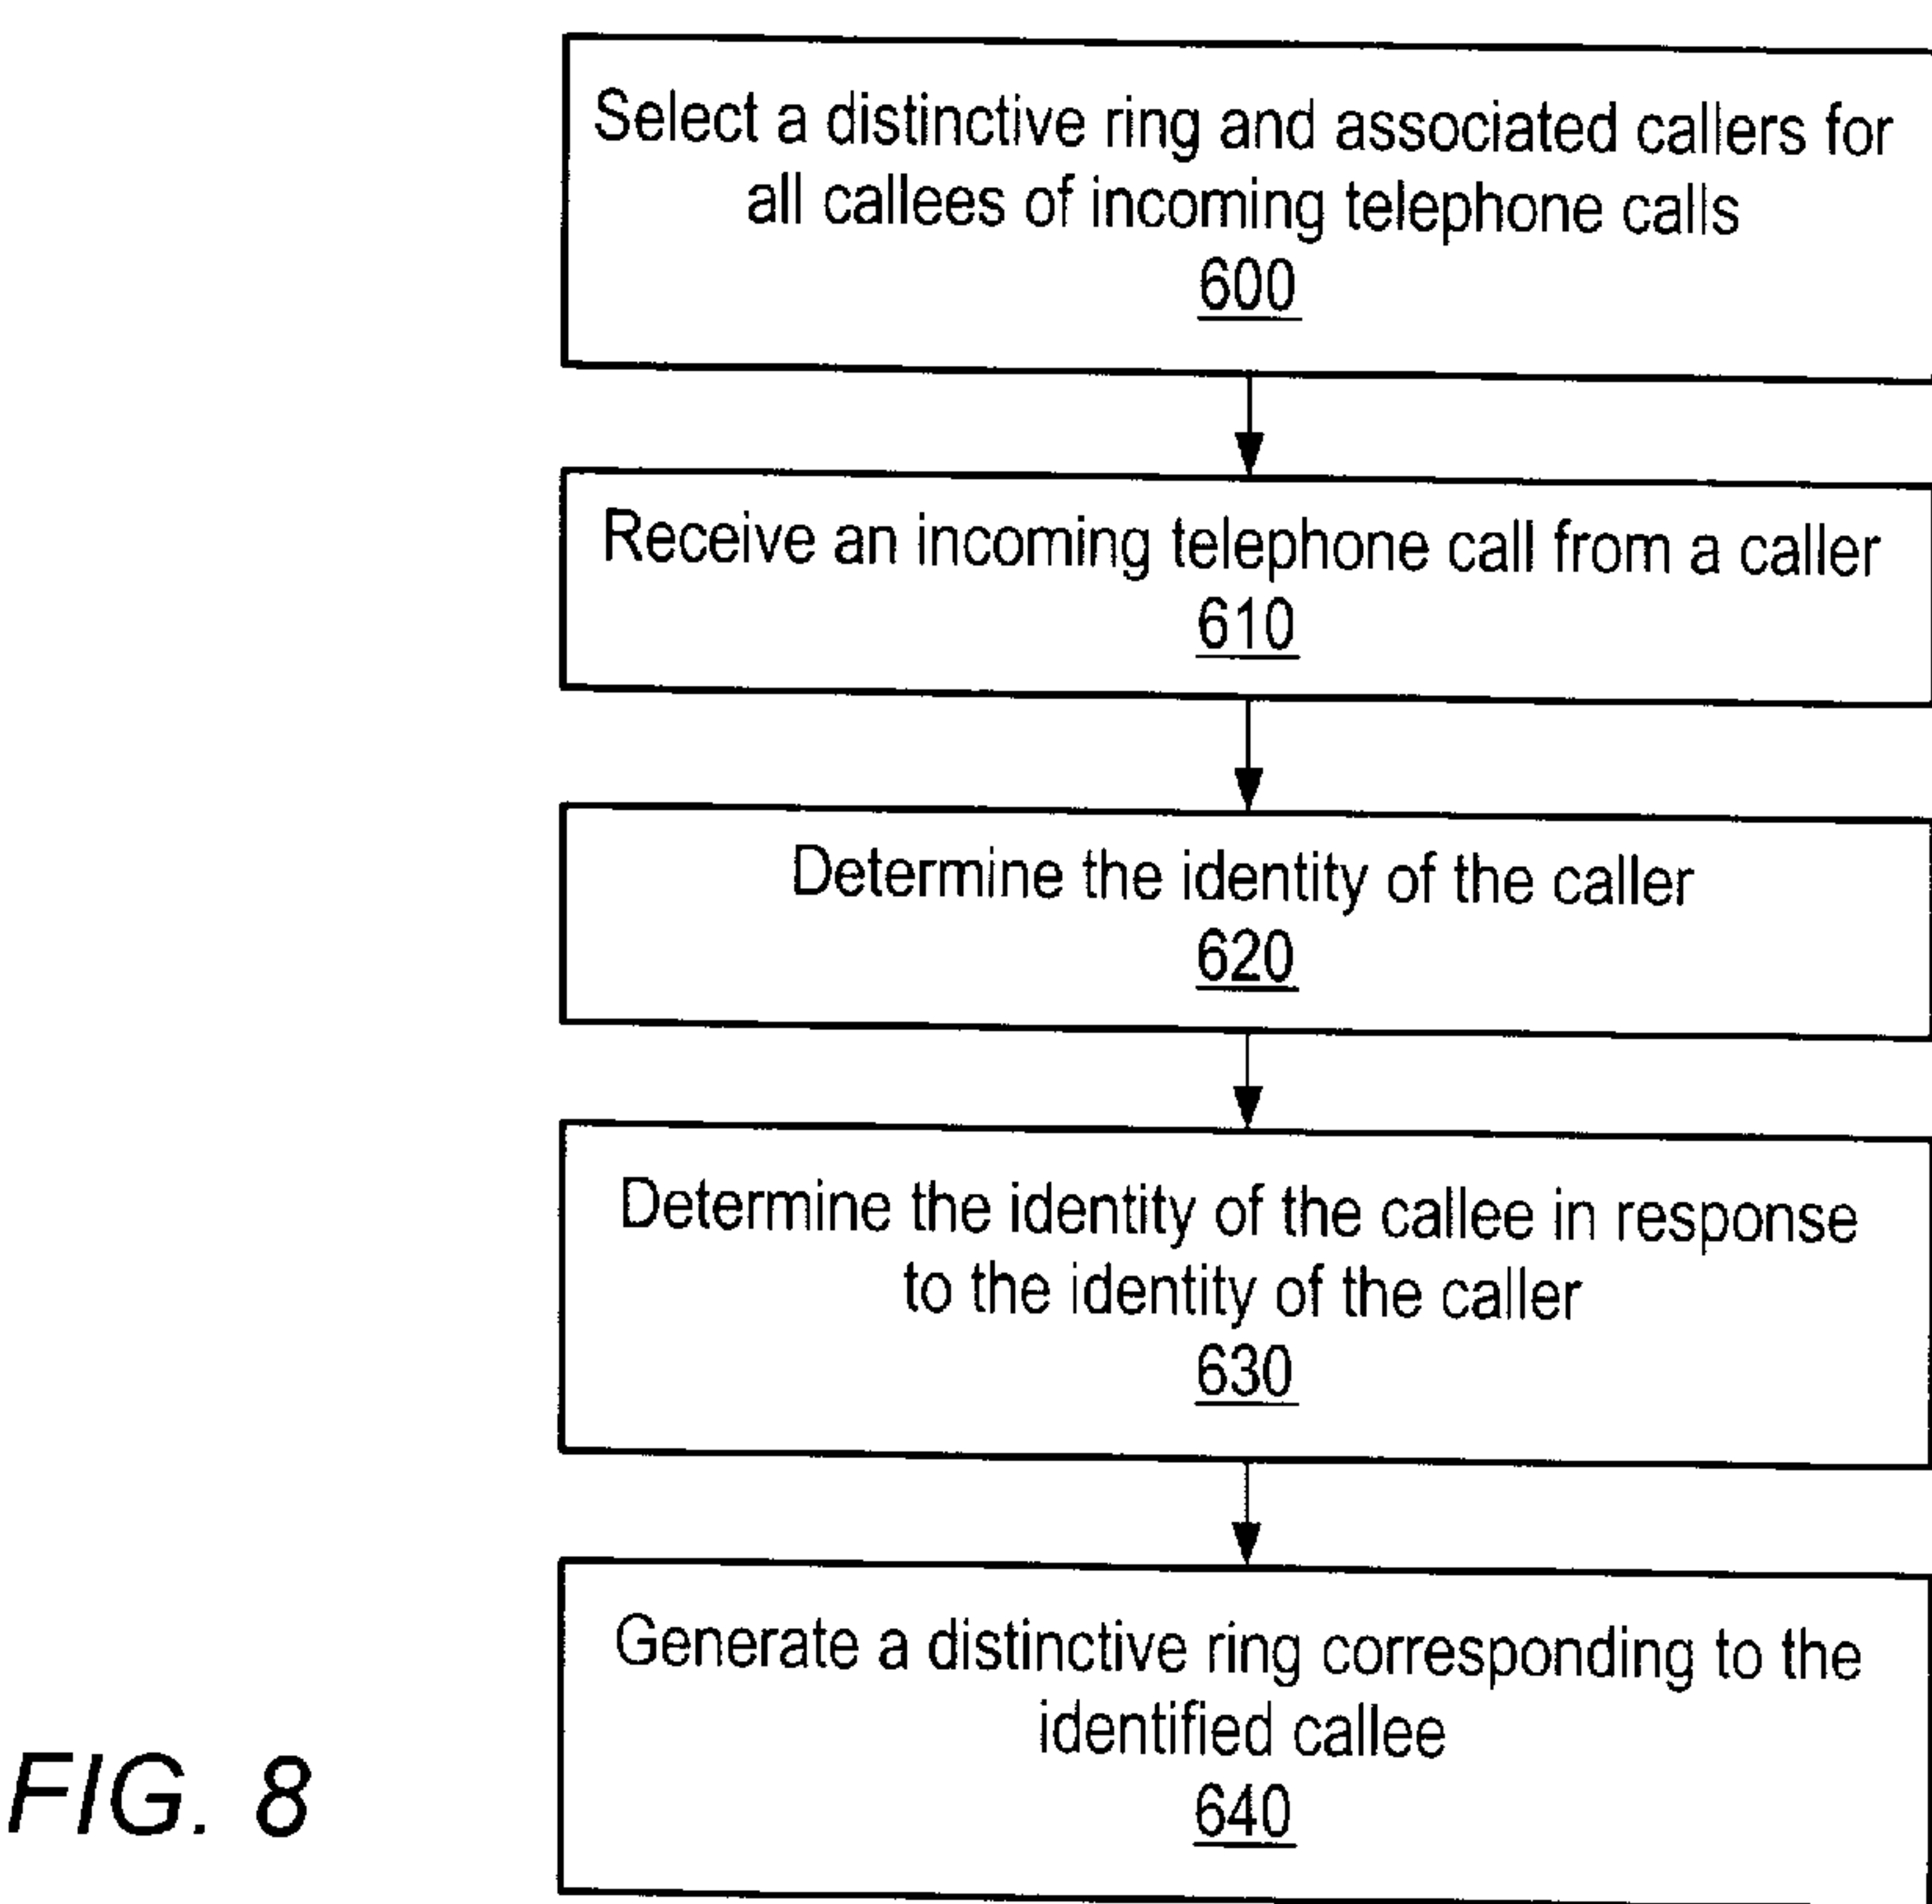 Select a distinctive ring and associated callers for
all callees of incoming telephone calls
600
Receive an incoming telephone call from a caller
610
Determine the identity of the caller
620
Determine the identity of the callee in response
to the identity of the caller
630
Generate a distinctive ring corresponding to the
identified callee
640
FIG. 8